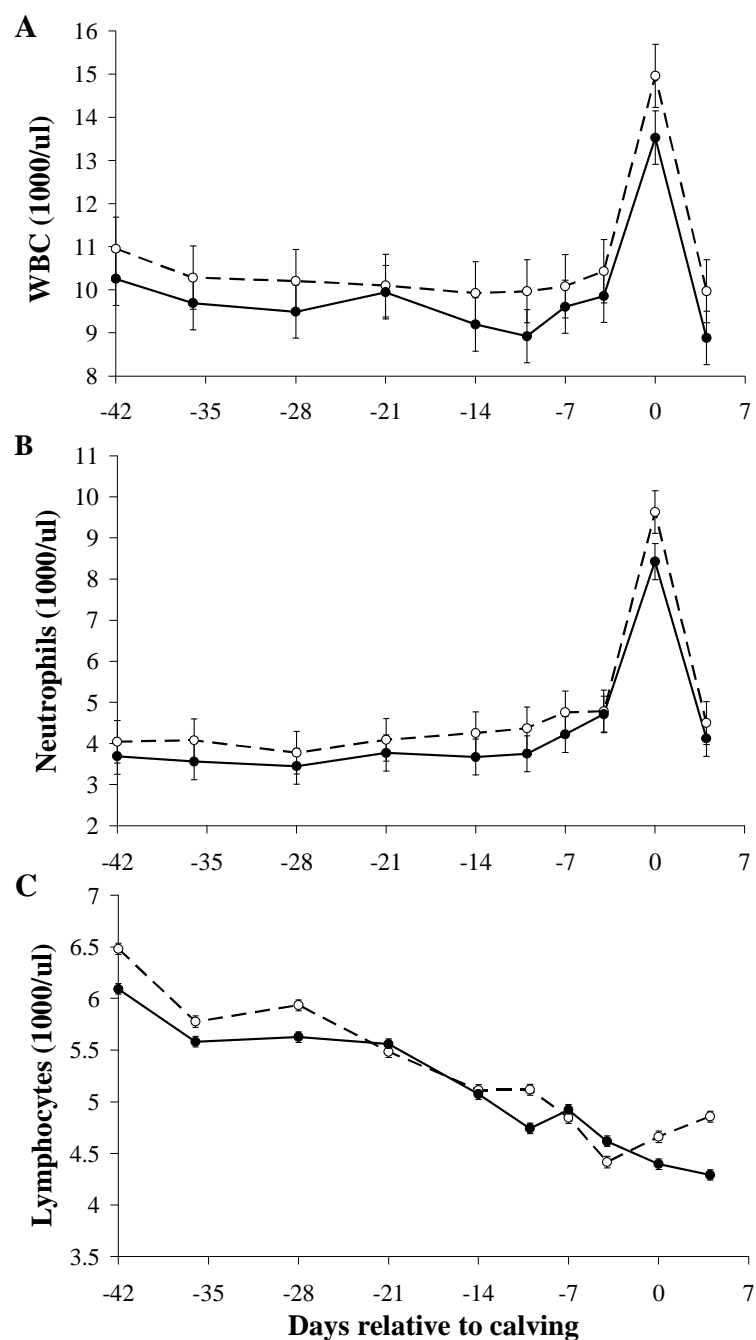 A
WBC (1000/ul)
16
15
14
13
12
11
10
9
8
-42 -35 -28 -21 -14 -7 0 7
B
Neutrophils (1000/ul)
11
10
9
8
7
6
5
4
3
2
-42 -35 -28 -21 -14 -7 0 7
C
Lymphocytes (1000/ul)
7
6.5
6
5.5
5
4.5
4
3.5
-42 -35 -28 -21 -14 -7 0 7
Days relative to calving